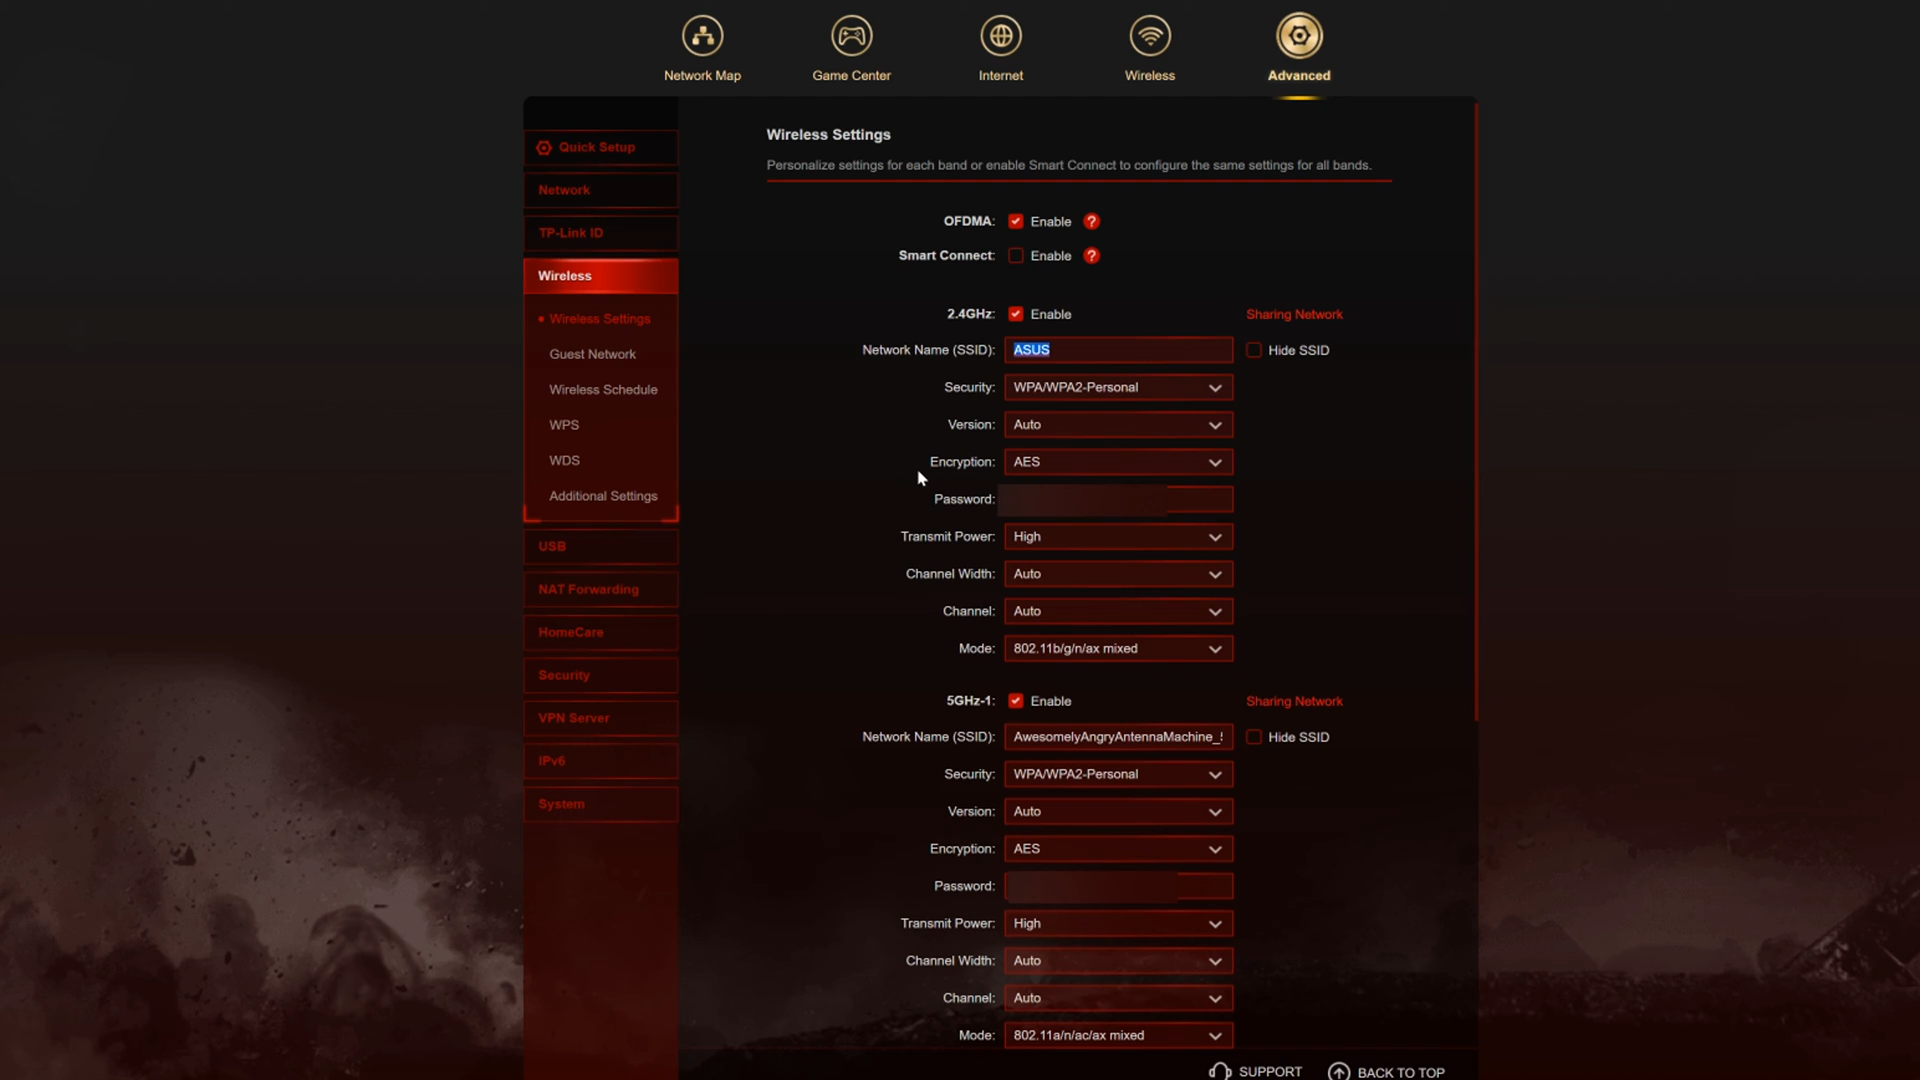 Network Map Game Center Internet Wireless Advanced
Quick Setup
Network
TP-Link ID
Wireless
Wireless Settings
Guest Network
Wireless Schedule
WPS
WDS
Additional Settings
USB
NAT Forwarding
HomeCare
Security
VPN Server
IPv6
System
Wireless Settings
Personalize settings for each band or enable Smart Connect to configure the same settings for all bands.
OFDMA: Enable ?
Smart Connect: Enable ?
2.4GHz: Enable Sharing Network
Network Name (SSID): ASUS Hide SSID
Security: WPA/WPA2-Personal
Version: Auto
Encryption: AES
Password:
Transmit Power: High
Channel Width: Auto
Channel: Auto
Mode: 802.11b/g/n/ax mixed
5GHz-1: Enable Sharing Network
Network Name (SSID): AwesomelyAngryAntennaMachine_ Hide SSID
Security: WPA/WPA2-Personal
Version: Auto
Encryption: AES
Password:
Transmit Power: High
Channel Width: Auto
Channel: Auto
Mode: 802.11a/n/ac/ax mixed
SUPPORT BACK TO TOP